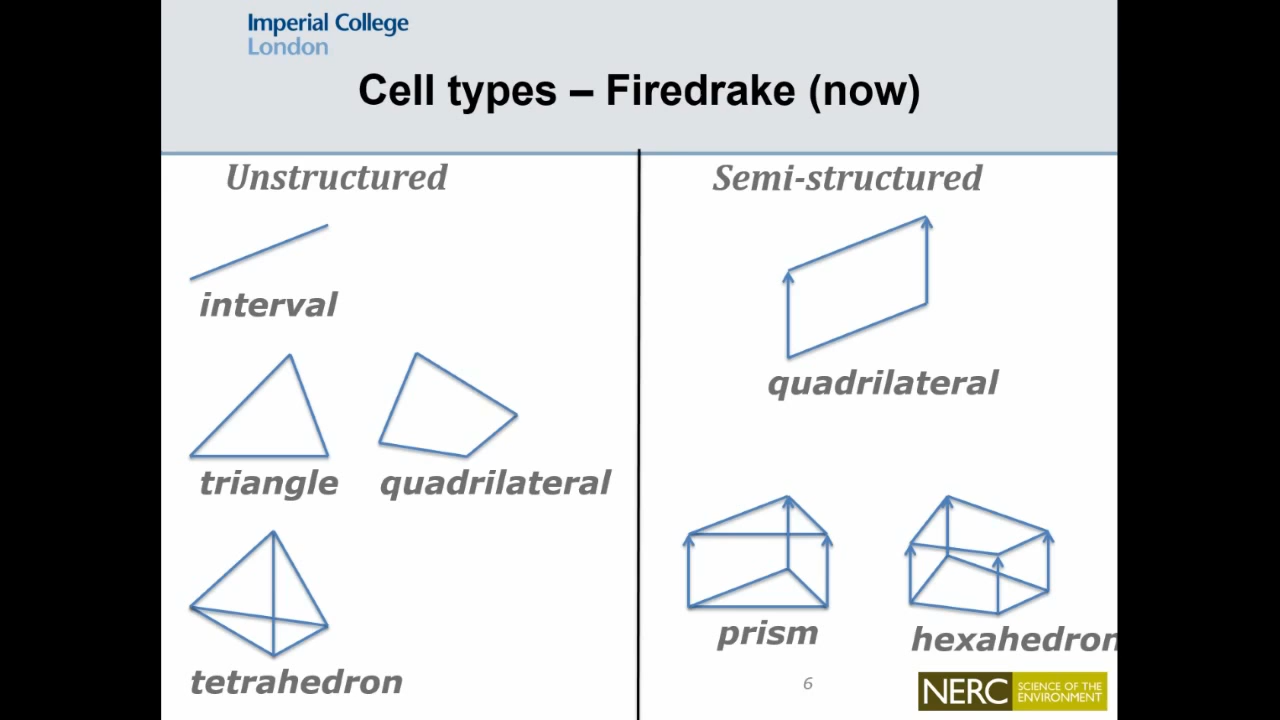 Imperial College
London
Cell types – Firedrake (now)
Unstructured
interval
triangle
quadrilateral
tetrahedron
Semi-structured
quadrilateral
prism
hexahedron
6
NERC
SCIENCE OF THE
ENVIRONMENT